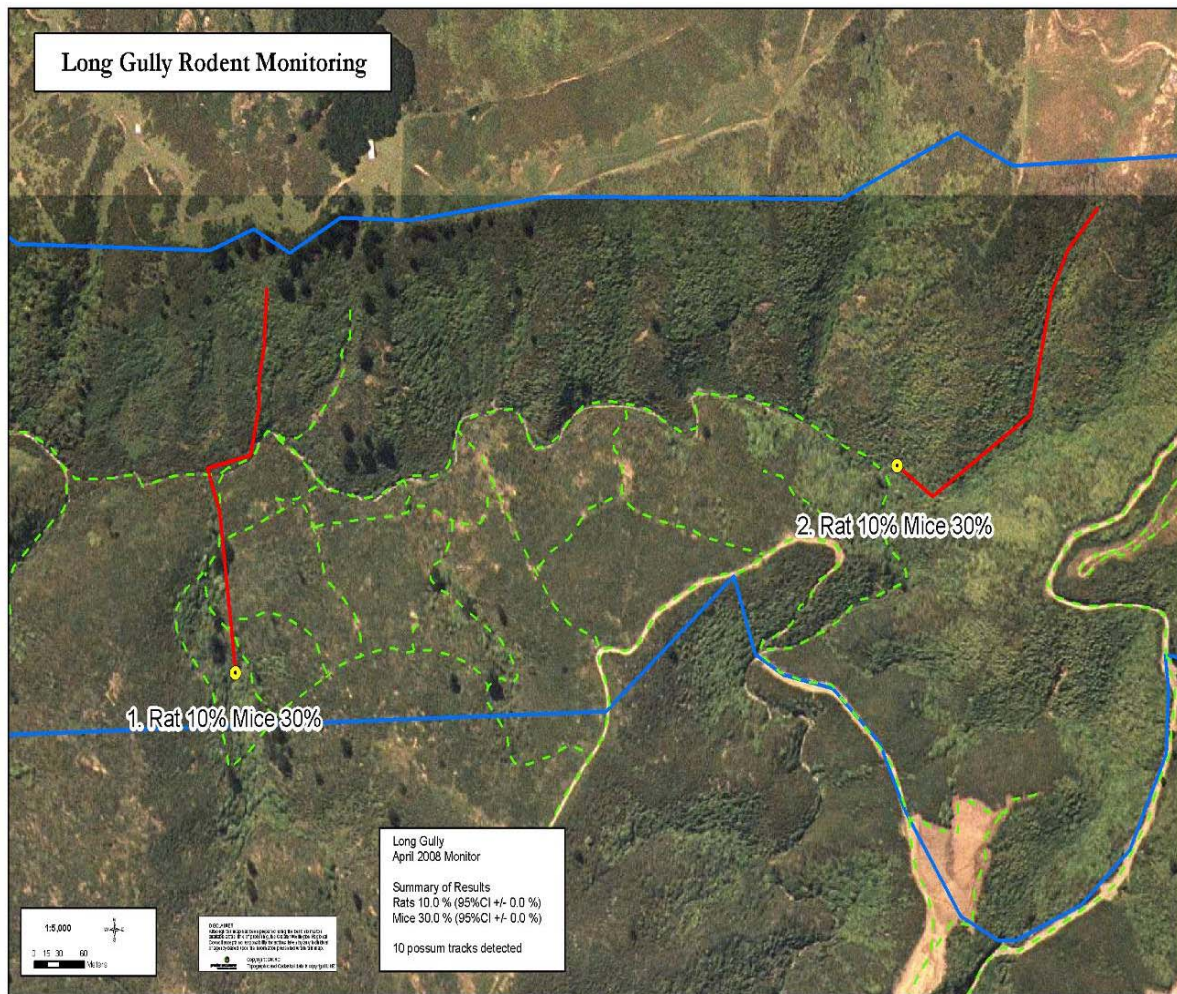 Long Gully Rodent Monitoring
2. Rat 10% Mice 30%
1. Rat 10% Mice 30%
Long Gully
April 2008 Monitor
Summary of Results
Rats 10.0 % (95%CI +/- 0.0 %)
Mice 30.0 % (95%CI +/- 0.0 %)
10 possum tracks detected
1:5,000
0 15 30 60
Metres
DISCLAIMER